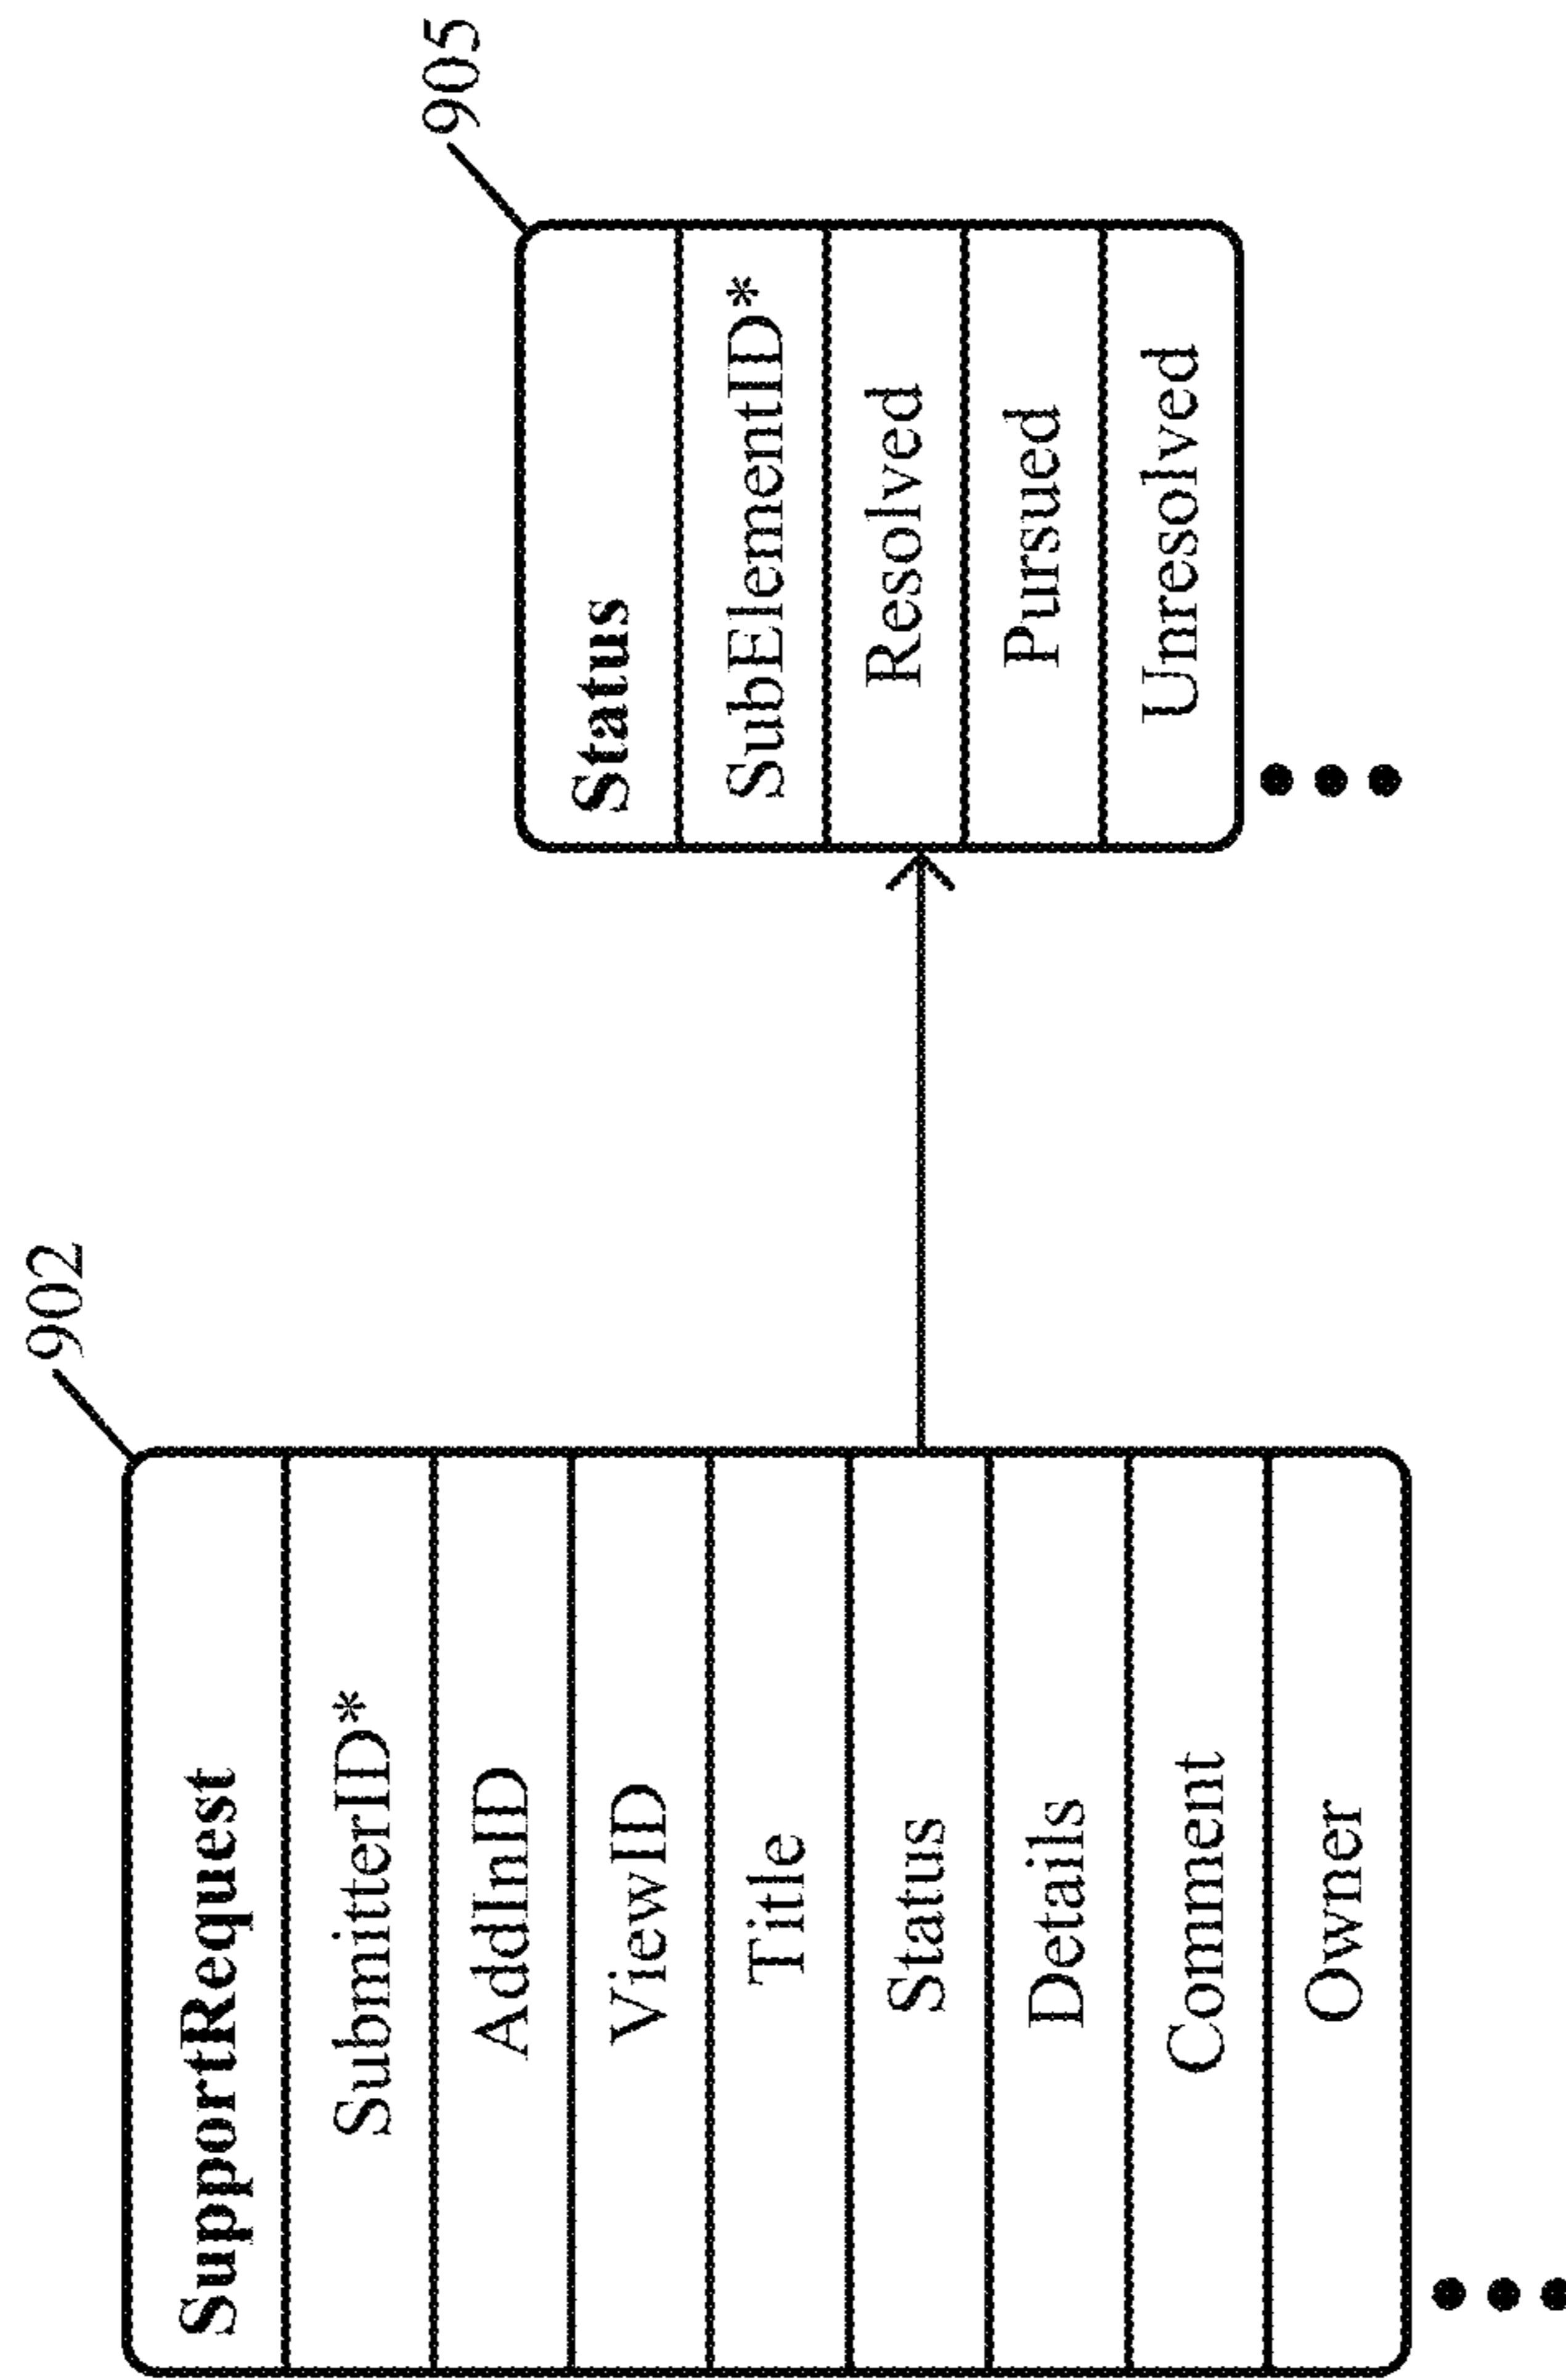 902
SupportRequest
SubmitterID*
AddInID
ViewID
Title
Status
Details
Comment
Owner
905
Status
SubElementID*
Resolved
Pursued
Unresolved